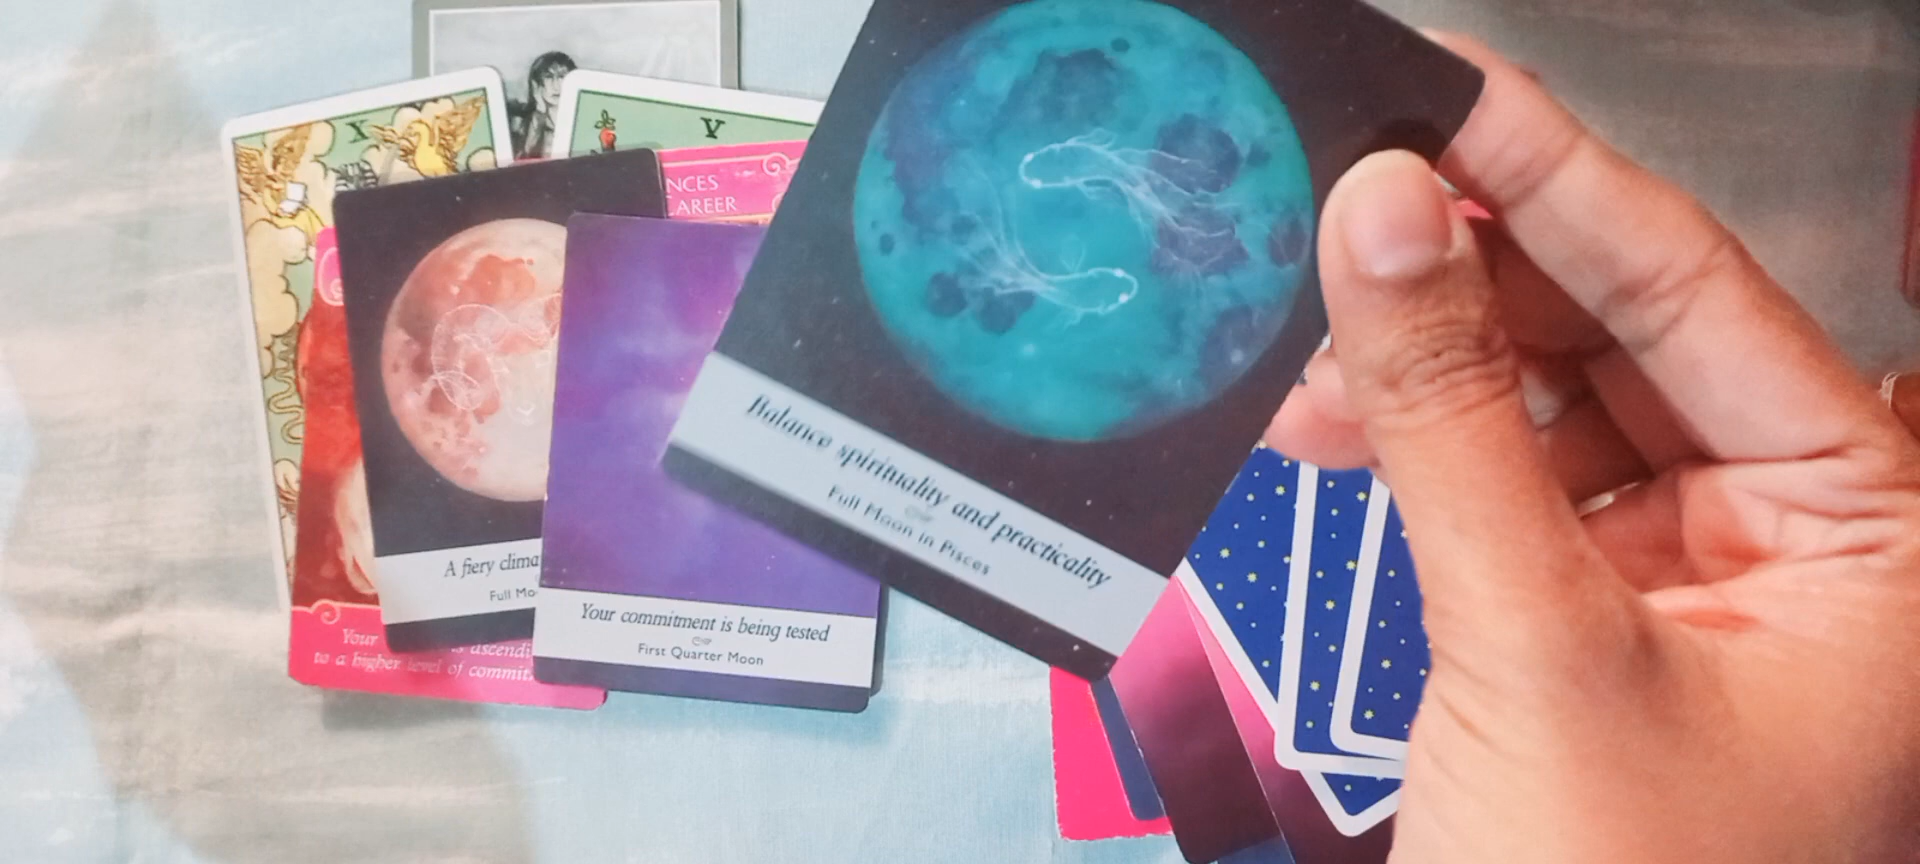 X
V
NCES
CAREER
A fiery clima
Full Mo
Your commitment is being tested
First Quarter Moon
Balance spirituality and practicality
Full Moon in Pisces
Your is ascendi
to a higher level of commit